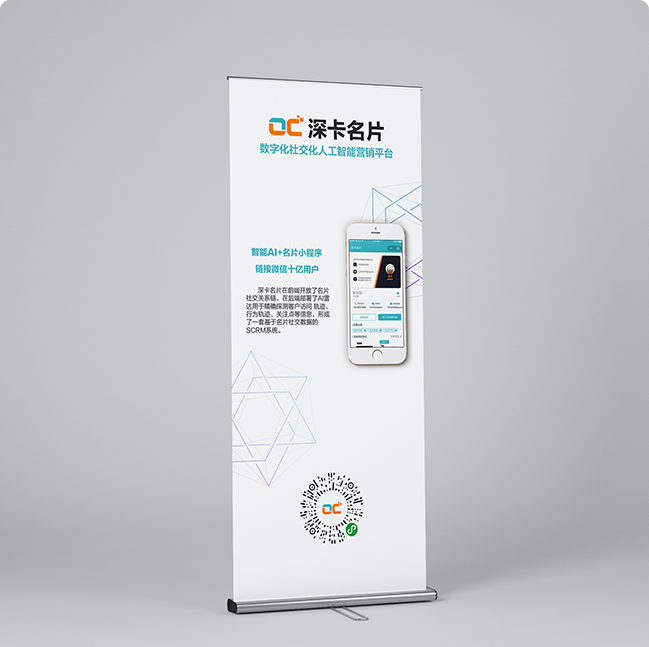 深卡名片
数字化社交化人工智能营销平台
智能AI+名片小程序
链接微信十亿用户
深卡名片在前端开放了名片
社交关系链，在后端部署了AI雷
达用于精确探测客户访问 轨迹、
行为轨迹、关注点等信息，形成
了一套基于名片社交数据的
SCRM系统。